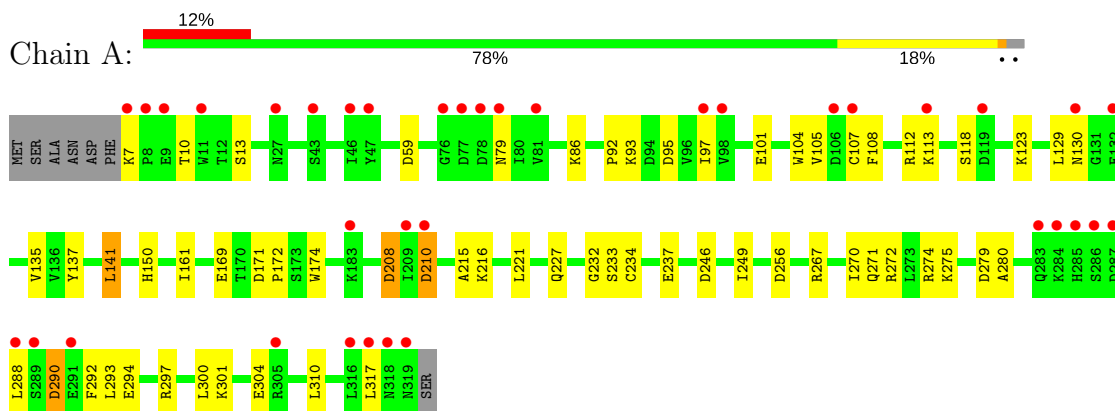 12%
Chain A:
78%
18%
• •
MET SER ALA ASN ASP PHE K7 P8 E9 T10 W11 T12 S13 N27 S43 I46 Y47 D59 G76 D77 D78 N79 I80 V81 K86 P92 K93 D94 D95 V96 I97 V98 E101 W104 V105 D106 C107 F108 R112 K113 S118 D119 K123 L129 N130 G131
V135 V136 Y137 L141 H150 I161 E169 T170 D171 P172 S173 W174 K183 D208 I209 D210 A215 K216 L221 Q227 G232 S233 C234 E237 D246 I249 D256 R267 I270 Q271 R272 L273 R274 K275 D279 A280 Q283 K284 H285 S286
L288 S289 D290 E291 F292 L293 E294 R297 L300 K301 E304 R305 L310 L316 L317 N318 N319 SER